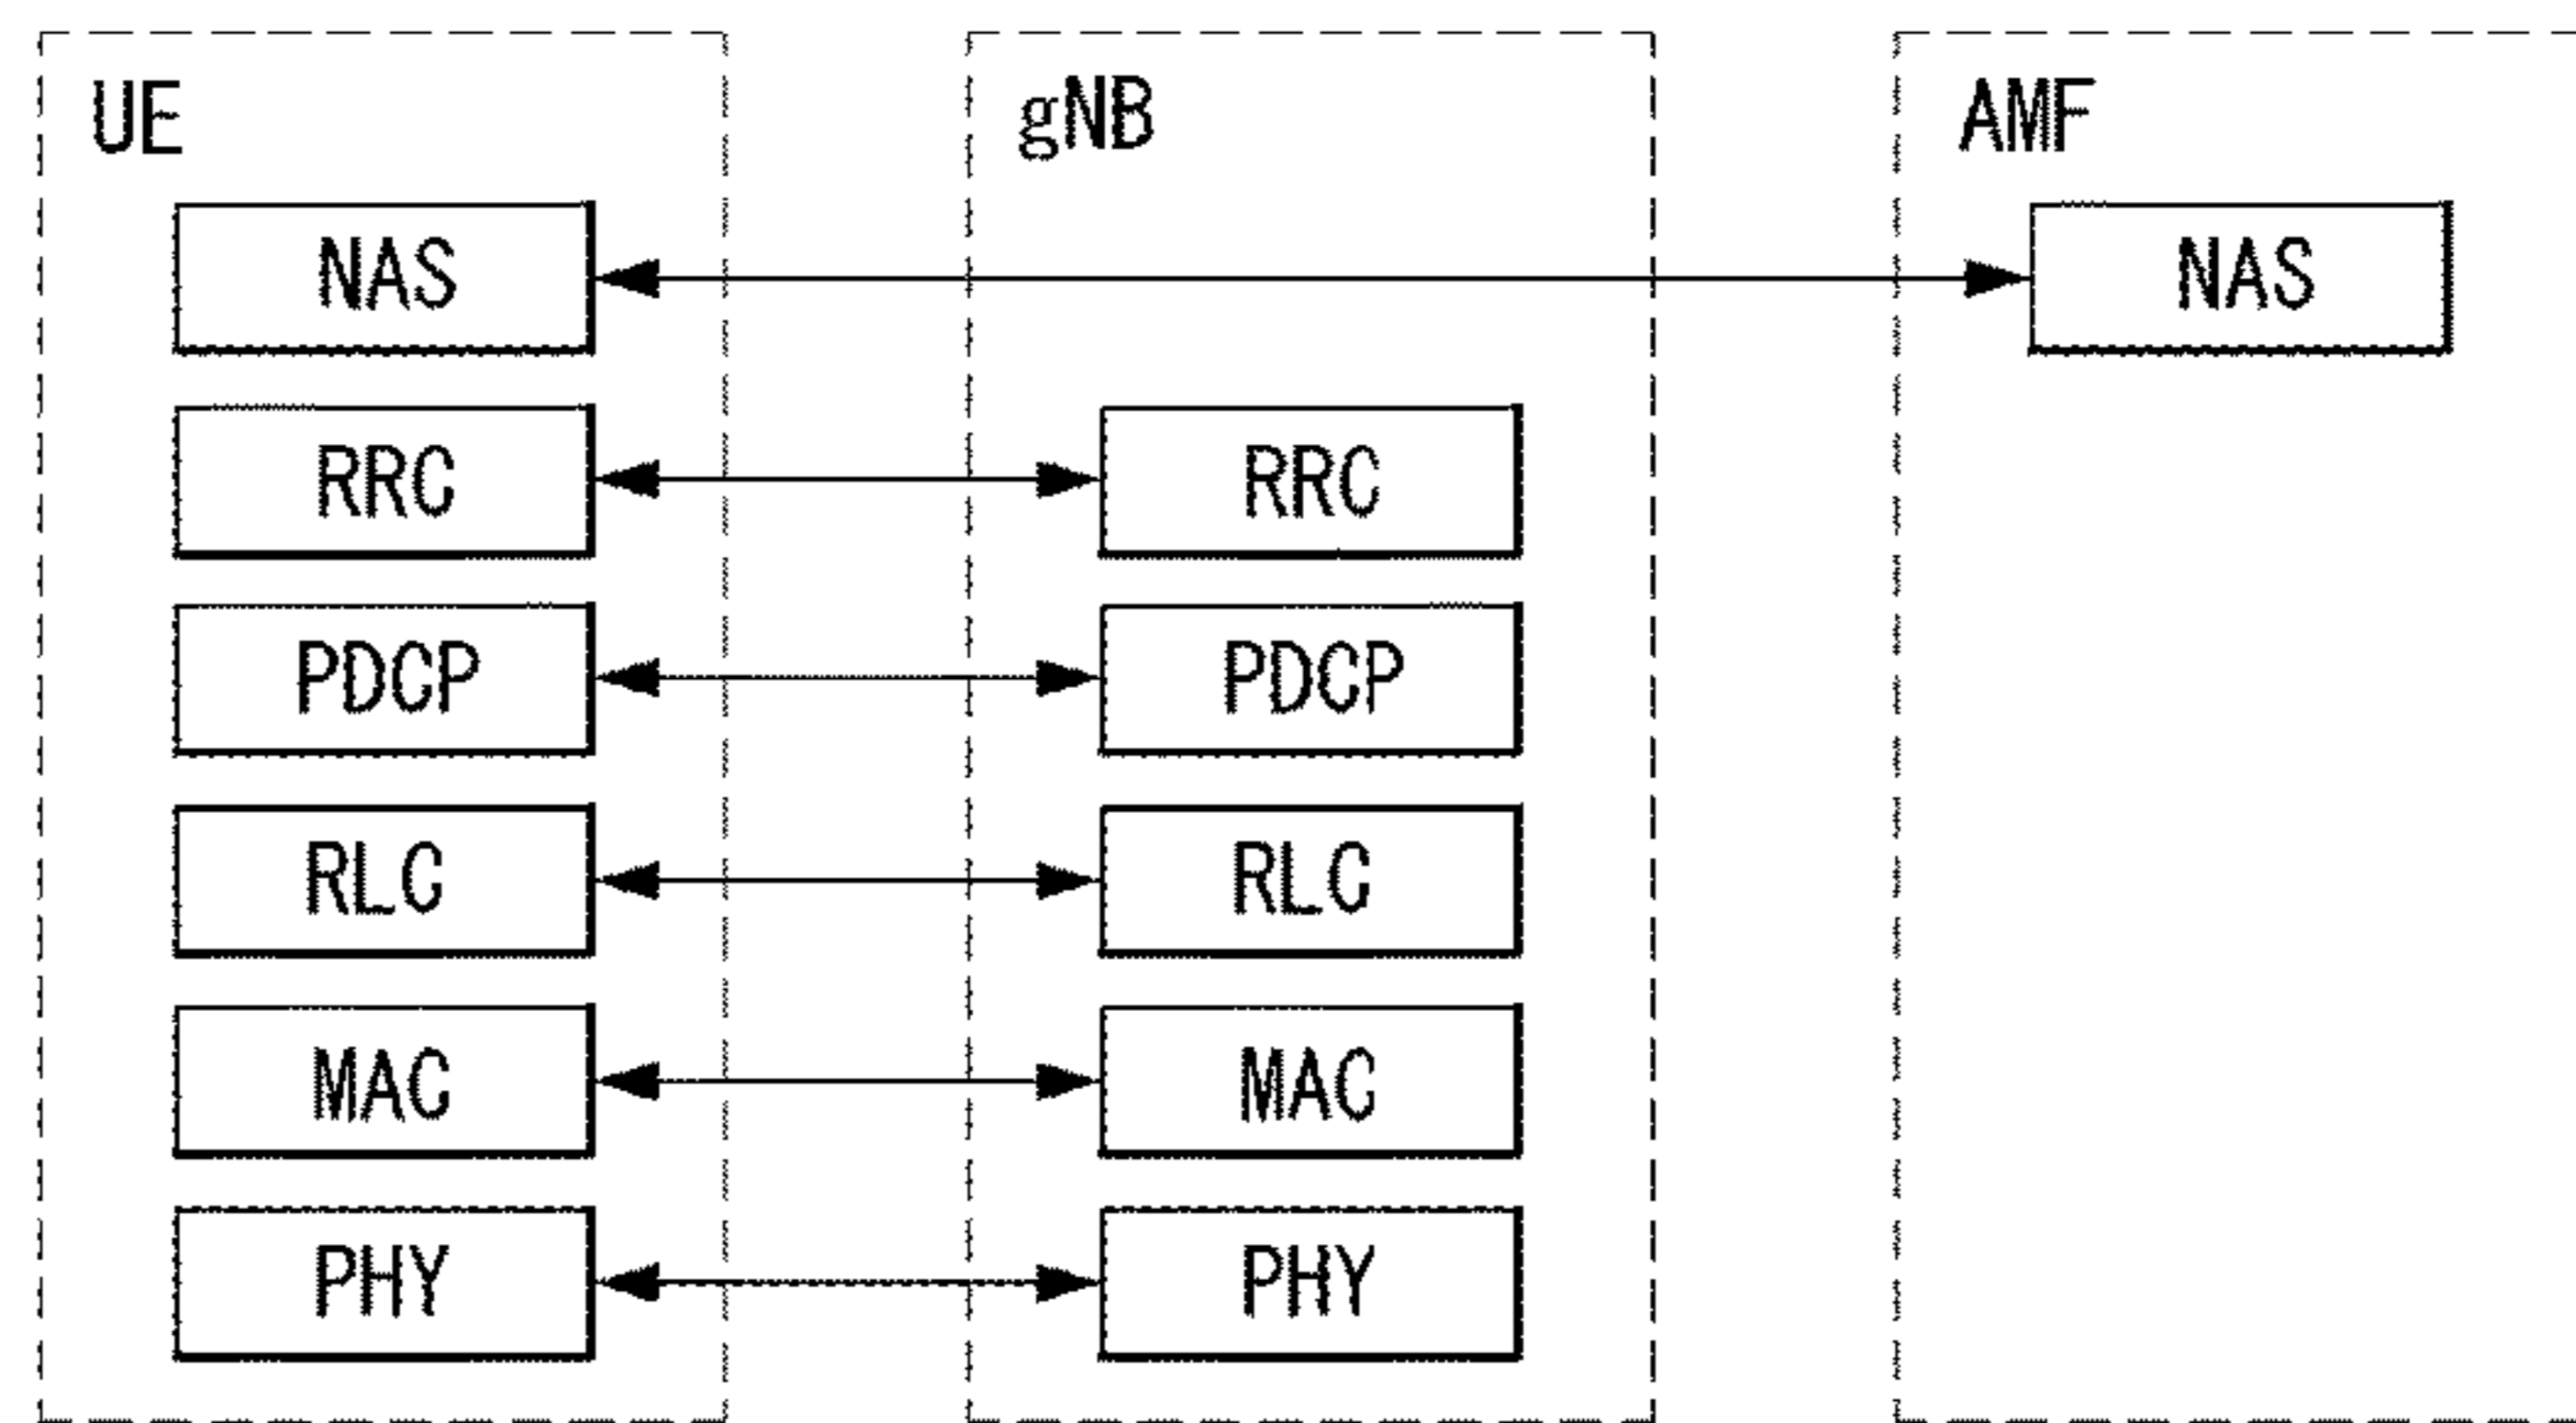 UE gNB AMF
NAS NAS
RRC RRC
PDCP PDCP
RLC RLC
MAC MAC
PHY PHY